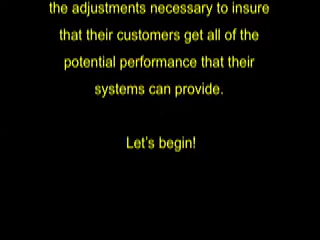 the adjustments necessary to insure
that their customers get all of the
potential performance that their
systems can provide.
Let's begin!